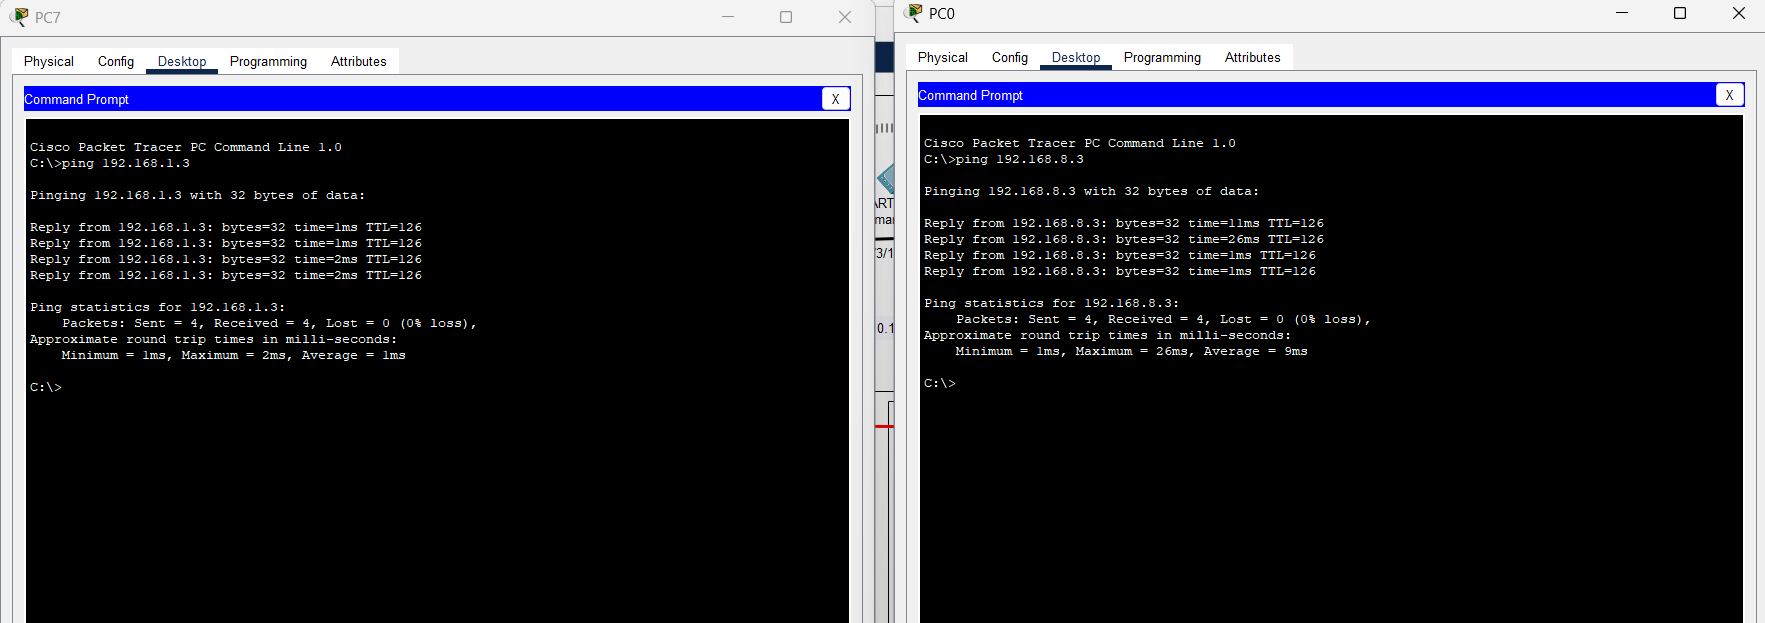 PC7
Physical Config Desktop Programming Attributes
Command Prompt
X
Cisco Packet Tracer PC Command Line 1.0
C:\>ping 192.168.1.3
Pinging 192.168.1.3 with 32 bytes of data:
Reply from 192.168.1.3: bytes=32 time=1ms TTL=126
Reply from 192.168.1.3: bytes=32 time=1ms TTL=126
Reply from 192.168.1.3: bytes=32 time=2ms TTL=126
Reply from 192.168.1.3: bytes=32 time=2ms TTL=126
Ping statistics for 192.168.1.3:
Packets: Sent = 4, Received = 4, Lost = 0 (0% loss),
Approximate round trip times in milli-seconds:
Minimum = 1ms, Maximum = 2ms, Average = 1ms
C:\>
3/1
0.1
PC0
Physical Config Desktop Programming Attributes
Command Prompt
X
Cisco Packet Tracer PC Command Line 1.0
C:\>ping 192.168.8.3
Pinging 192.168.8.3 with 32 bytes of data:
Reply from 192.168.8.3: bytes=32 time=11ms TTL=126
Reply from 192.168.8.3: bytes=32 time=26ms TTL=126
Reply from 192.168.8.3: bytes=32 time=1ms TTL=126
Reply from 192.168.8.3: bytes=32 time=1ms TTL=126
Ping statistics for 192.168.8.3:
Packets: Sent = 4, Received = 4, Lost = 0 (0% loss),
Approximate round trip times in milli-seconds:
Minimum = 1ms, Maximum = 26ms, Average = 9ms
C:\>